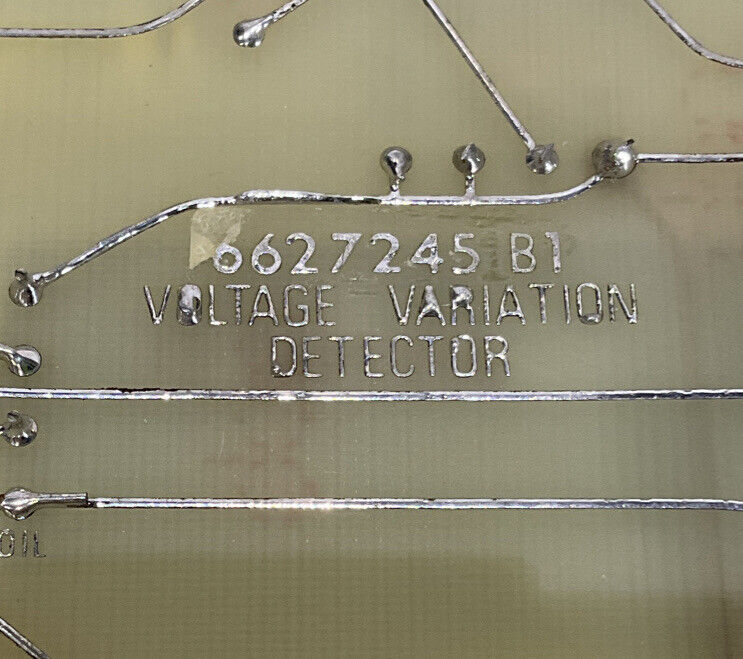 6627245 B1
VOLTAGE VARIATION
DETECTOR
OIL